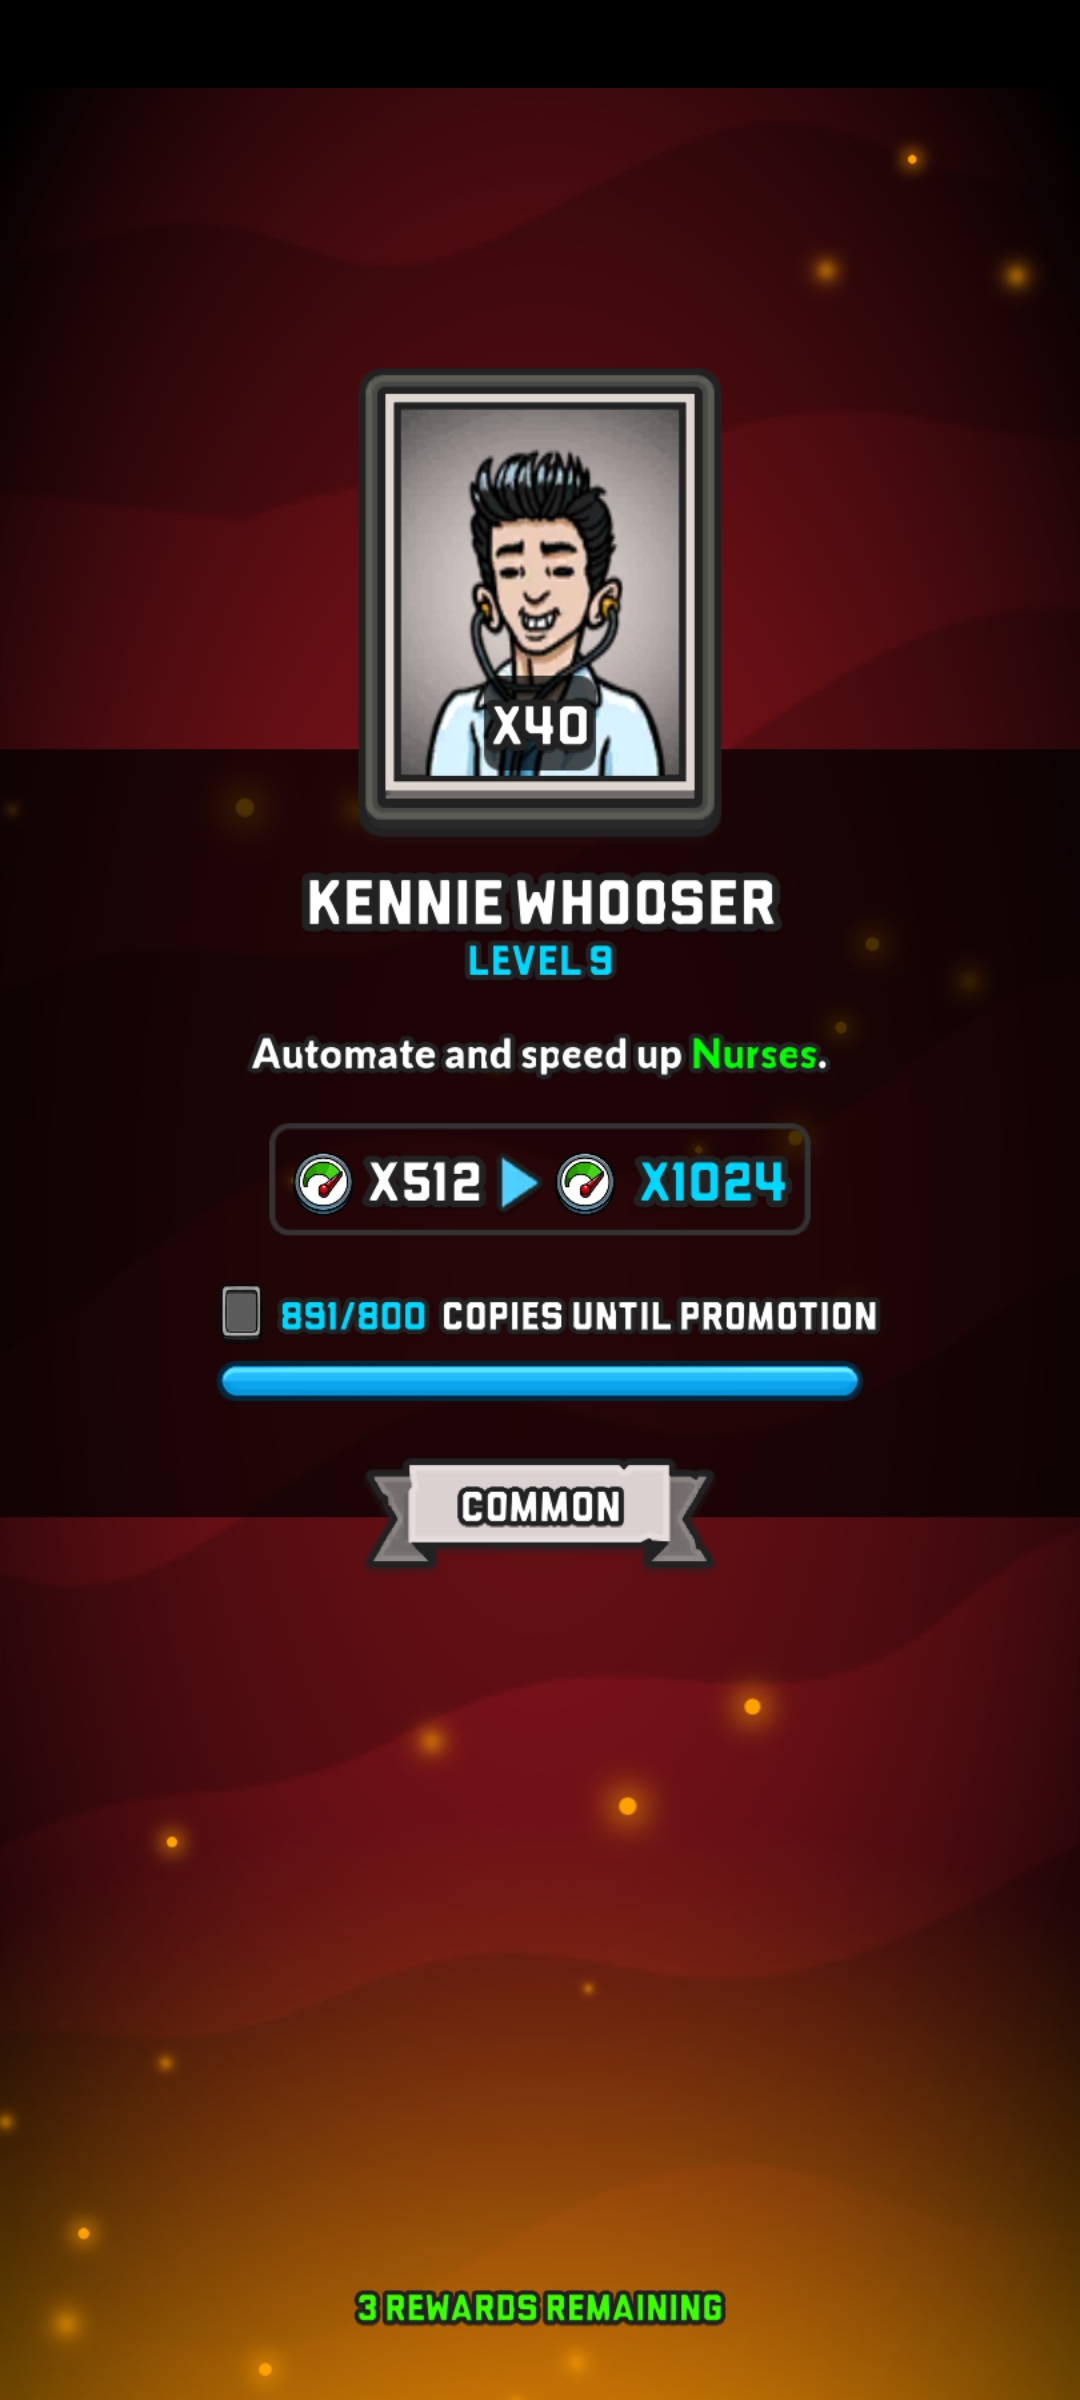 X40
KENNIE WHOOSER
LEVEL 9
Automate and speed up Nurses.
X512 X1024
891/800 COPIES UNTIL PROMOTION
COMMON
3 REWARDS REMAINING